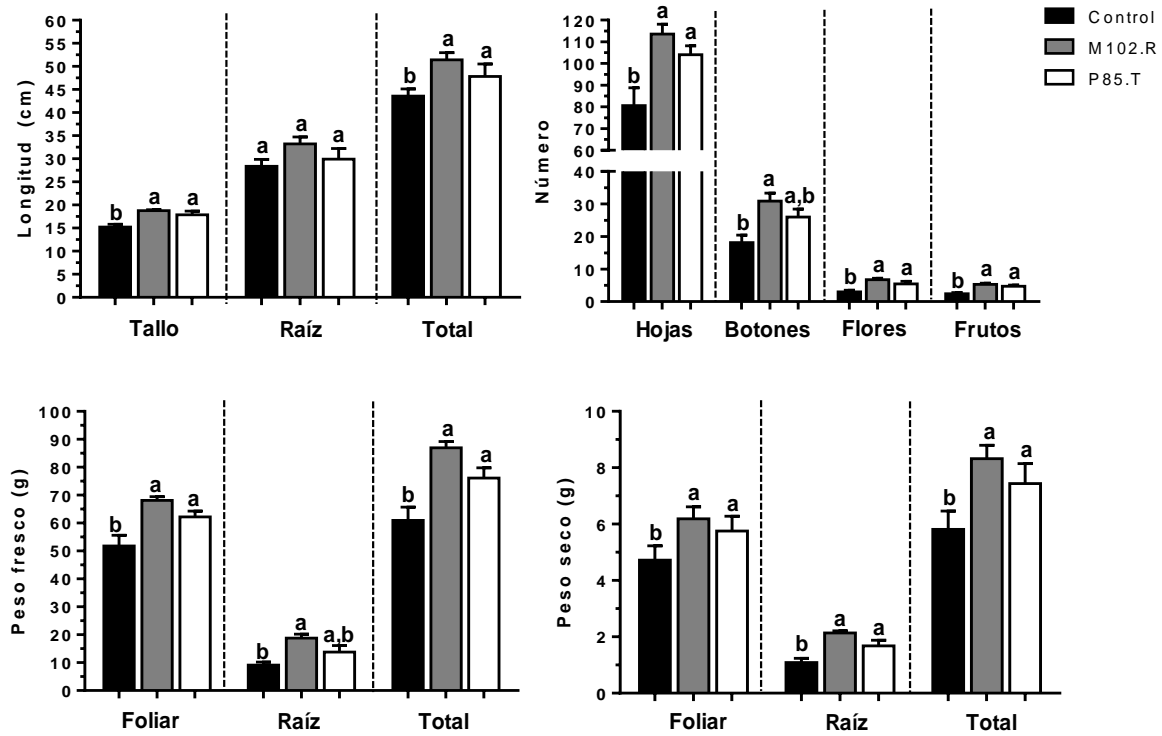 Control
M102.R
P85.T
Longitud (cm)
60
55
50
45
40
35
30
25
20
15
10
5
0
b a a
a a a
b a a
Tallo Raíz Total
Número
120
110
100
90
80
70
60
40
30
20
10
0
b a a
b a a,b
b a a
b a a
Hojas Botones Flores Frutos
Peso fresco (g)
100
90
80
70
60
50
40
30
20
10
0
b a a
b a a,b
b a a
Foliar Raíz Total
Peso seco (g)
10
8
6
4
2
0
b a a
b a a
b a a
Foliar Raíz Total